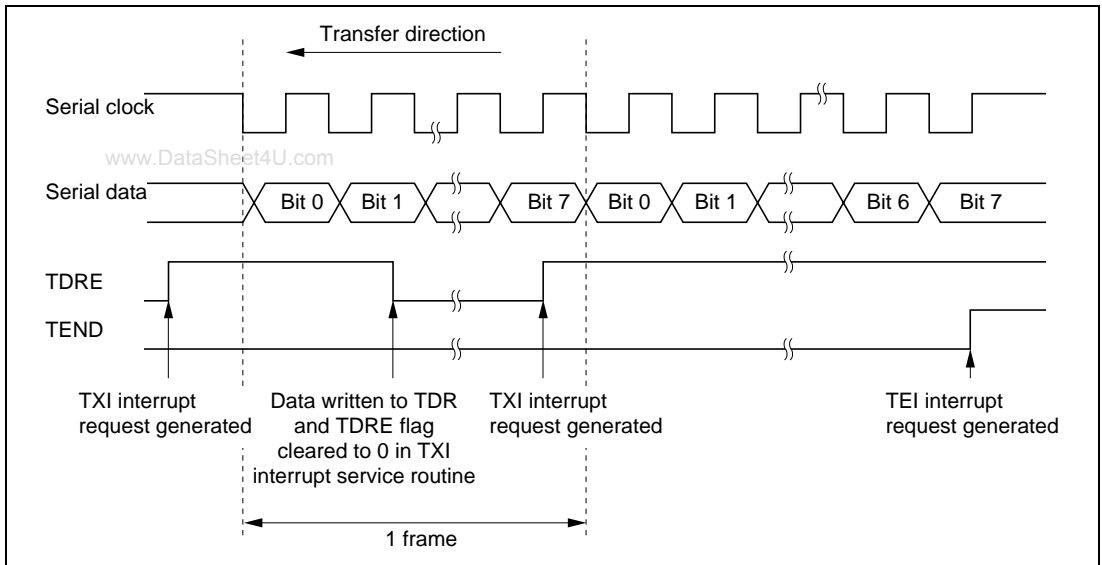 Transfer direction
Serial clock
www.DataSheet4U.com
Serial data
Bit 0
Bit 1
Bit 7
Bit 0
Bit 1
Bit 6
Bit 7
TDRE
TEND
TXI interrupt
request generated
Data written to TDR
and TDRE flag
cleared to 0 in TXI
interrupt service routine
TXI interrupt
request generated
TEI interrupt
request generated
1 frame